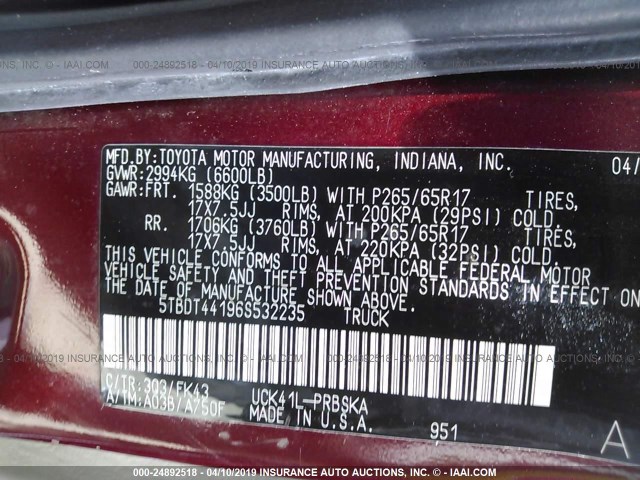 000-24892518 - 04/10/2019 INSURANCE AUTO AUCTIONS - © IAAI.COM
MFD.BY:TOYOTA MOTOR MANUFACTURING, INDIANA, INC. 04/
GVWR:2994KG (6600LB)
GAWR:FRT. 1588KG (3500LB) WITH P265/65R17 TIRES,
17X7.5JJ RIMS, AT 200KPA (29PSI) COLD.
RR. 1706KG (3760LB) WITH P265/65R17 TIRES,
17X7.5JJ RIMS, AT 220KPA (32PSI) COLD.
THIS VEHICLE CONFORMS TO ALL APPLICABLE FEDERAL MOTOR
VEHICLE SAFETY AND THEFT PREVENTION STANDARDS IN EFFECT ON
THE DATE OF MANUFACTURE SHOWN ABOVE.
5TBDT44196S532235 TRUCK
C/TR:303/FK43
A/TM:A03B/A750F
UCK41L-PRBSKA
MADE IN U.S.A.
951
A
000-24892518 - 04/10/2019 INSURANCE AUTO AUCTIONS - © IAAI.COM